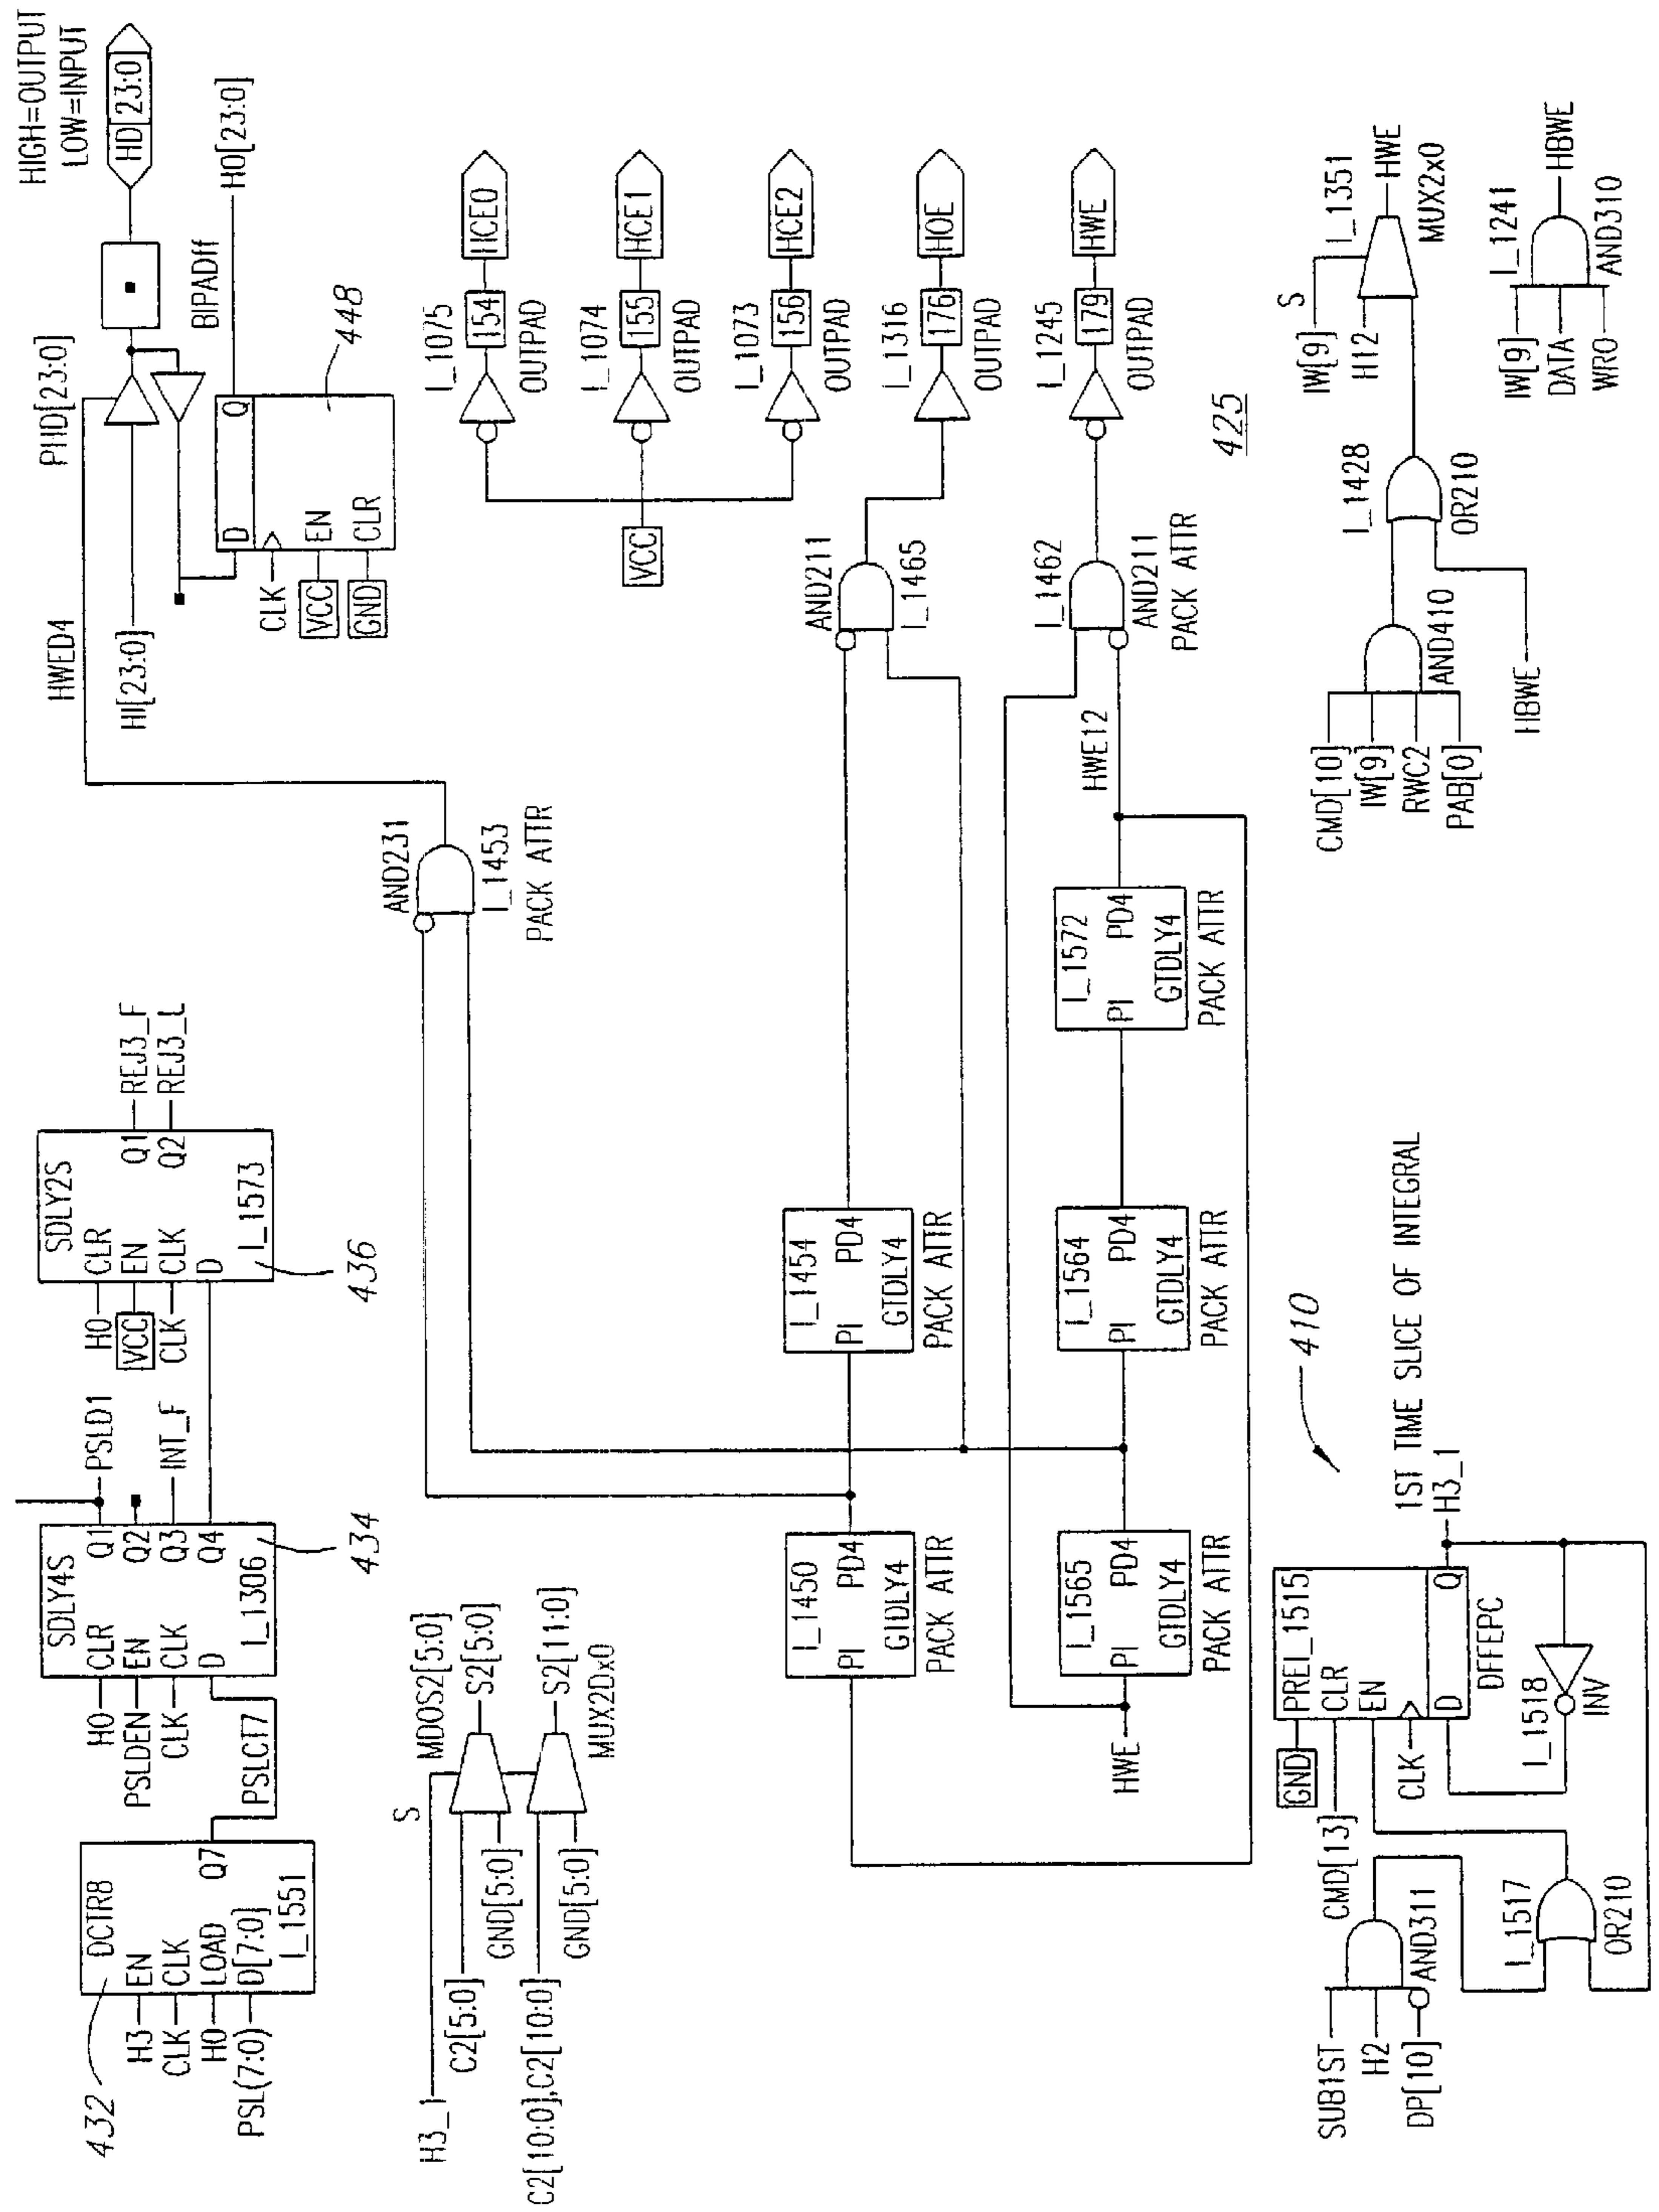 432
DCTR8
H3
EN
CLK
CLK
H0
LOAD
PSL(7:0)
D[7:0]
Q7
I_1551
PSLCT7
SDLY4S
H0
CLR
PSLDEN
EN
CLK
CLK
D
Q1
Q2
Q3
Q4
I_1306
434
PSLD1
INT_F
SDLY2S
H0
CLR
VCC
EN
CLK
CLK
D
Q1
Q2
I_1573
436
REJ3_F
REJ3_L
HIGH=OUTPUT
LOW=INPUT
HD[23:0]
PHD[23:0]
HWED4
HI[23:0]
BIPADff
HO[23:0]
D
Q
CLK
VCC
EN
GND
CLR
448
H3_1
S
MDOS2[5:0]
C2[5:0]
GND[5:0]
S2[5:0]
C2[10:0],C2[10:0]
GND[5:0]
S2[11:0]
MUX2Dx0
AND231
I_1453
PACK ATTR
I_1075
154
OUTPAD
HCE0
I_1074
155
OUTPAD
HCE1
VCC
I_1073
156
OUTPAD
HCE2
I_1316
176
OUTPAD
HOE
I_1245
179
OUTPAD
HWE
I_1450
PI
PD4
GTDLY4
PACK ATTR
I_1454
PI
PD4
GTDLY4
PACK ATTR
AND211
I_1465
HWE
I_1565
PI
PD4
GTDLY4
PACK ATTR
I_1564
PI
PD4
GTDLY4
PACK ATTR
I_1572
PI
PD4
GTDLY4
PACK ATTR
HWE12
I_1462
AND211
PACK ATTR
425
410
1ST TIME SLICE OF INTEGRAL
H3_1
GND
PREI_1515
CMD[13]
CLR
EN
CLK
D
Q
DFFEPC
I_1518
INV
SUB1ST
H2
DP[10]
AND311
I_1517
OR210
CMD[10]
IW[9]
RWC2
PAB[0]
AND410
HBWE
I_1428
OR210
IW[9]
S
H12
I_1351
HWE
MUX2x0
IW[9]
DATA
WRO
I_1241
HBWE
AND310